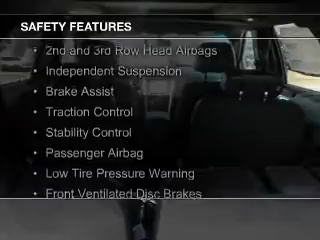 SAFETY FEATURES
• 2nd and 3rd Row Head Airbags
• Independent Suspension
• Brake Assist
• Traction Control
• Stability Control
• Passenger Airbag
• Low Tire Pressure Warning
• Front Ventilated Disc Brakes